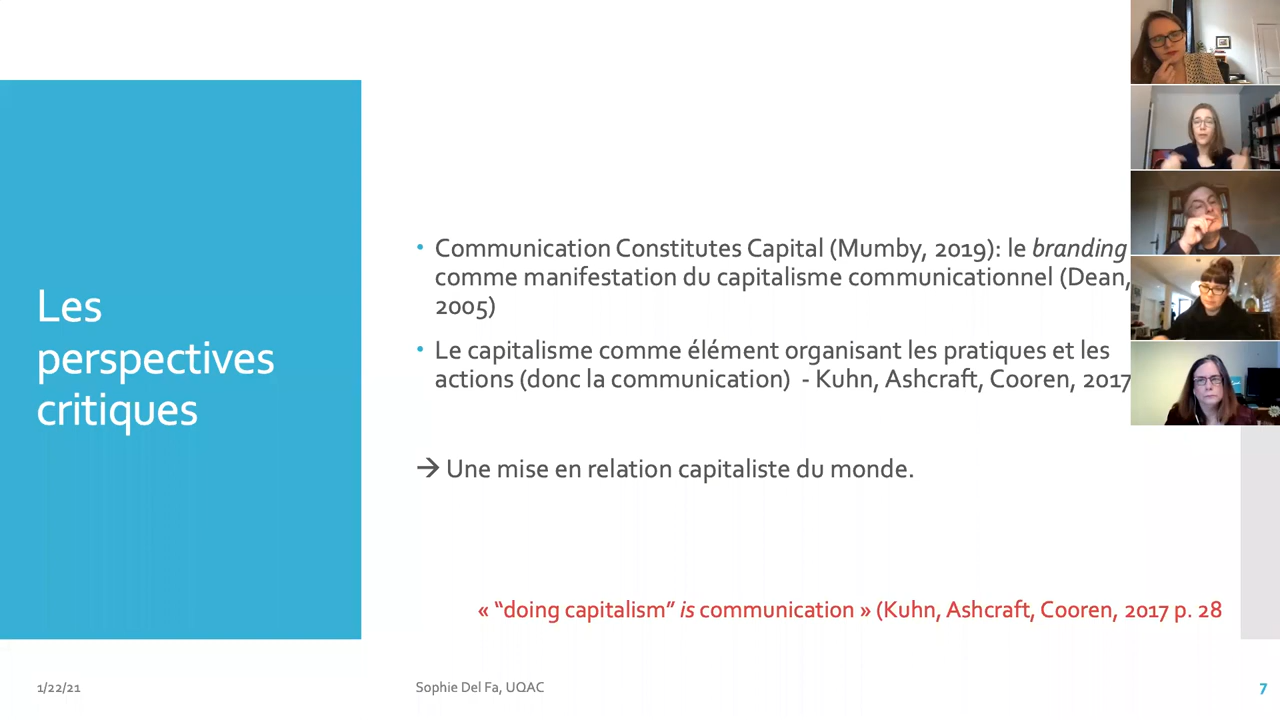 Les
perspectives
critiques
• Communication Constitutes Capital (Mumby, 2019): le branding
comme manifestation du capitalisme communicationnel (Dean,
2005)
• Le capitalisme comme élément organisant les pratiques et les
actions (donc la communication) - Kuhn, Ashcraft, Cooren, 2017
→ Une mise en relation capitaliste du monde.
« “doing capitalism” is communication » (Kuhn, Ashcraft, Cooren, 2017 p. 28
1/22/21
Sophie Del Fa, UQAC
7